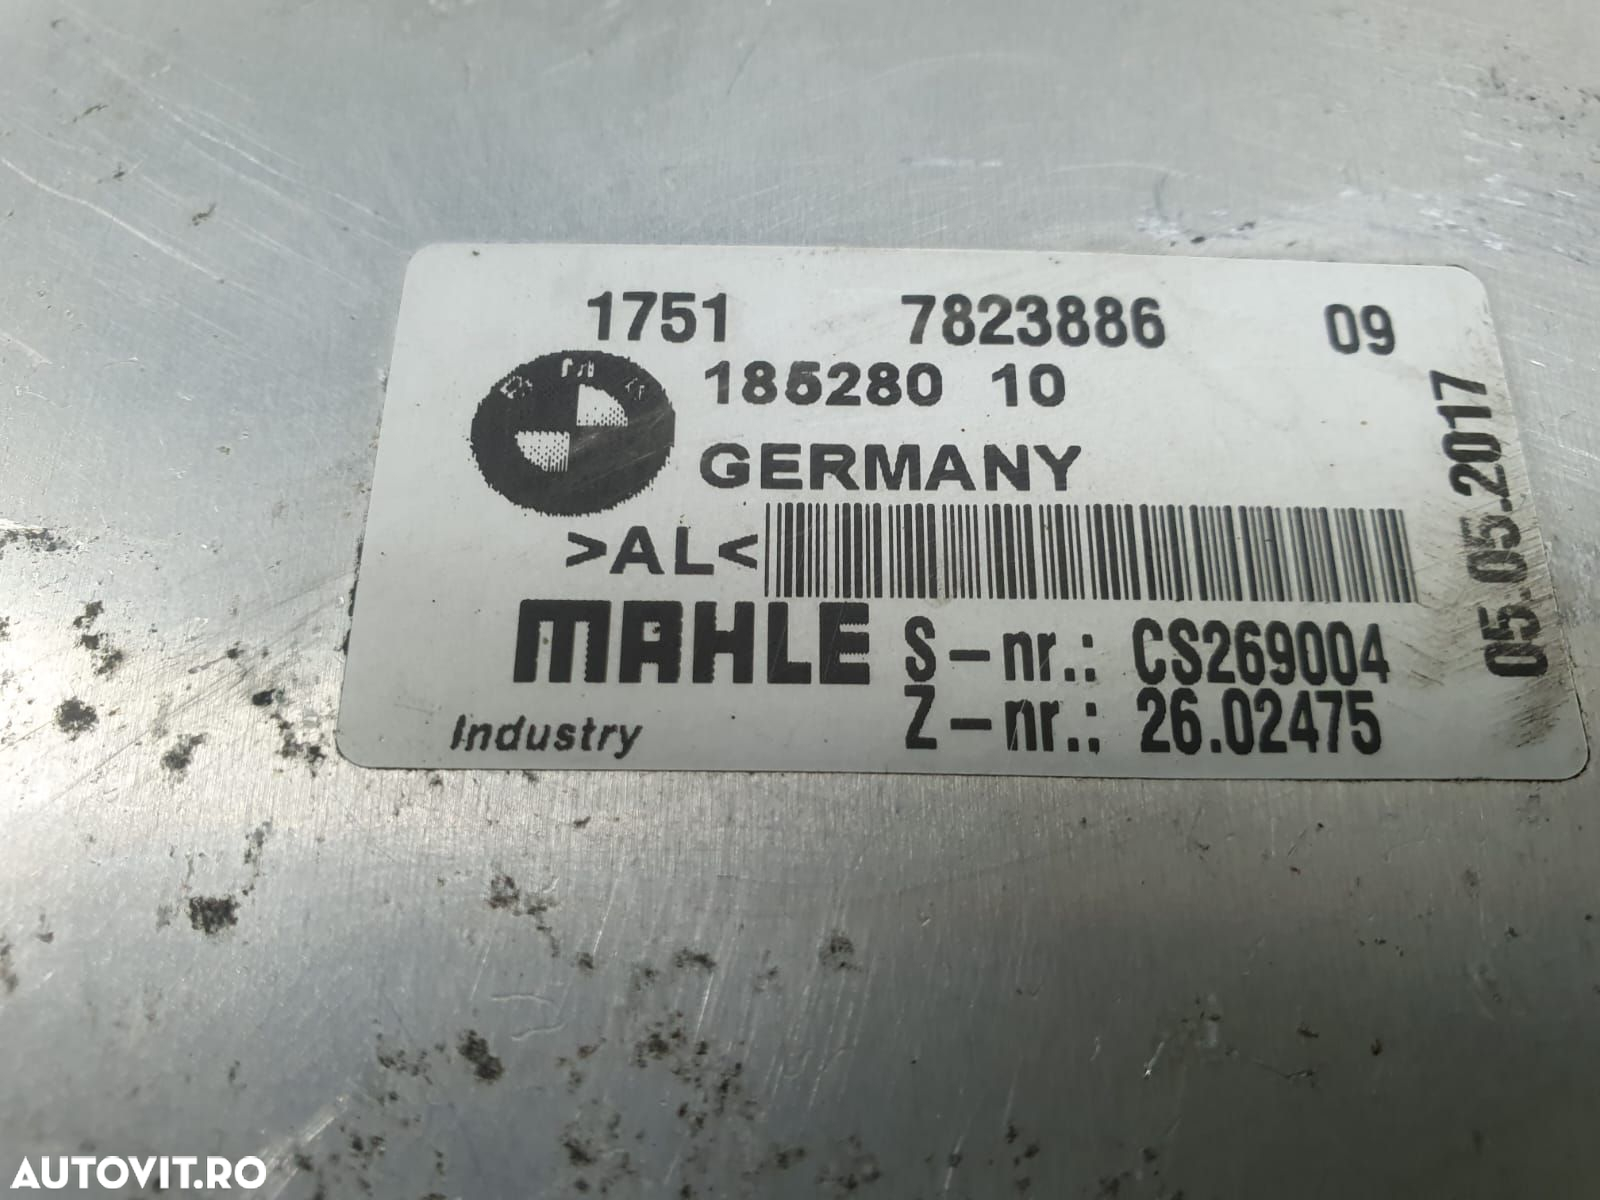 1751 7823886 09
185280 10
GERMANY
>AL<
MAHLE S-nr.: CS269004
Industry Z-nr.: 26.02475
05.05.2017
AUTOVIT.RO